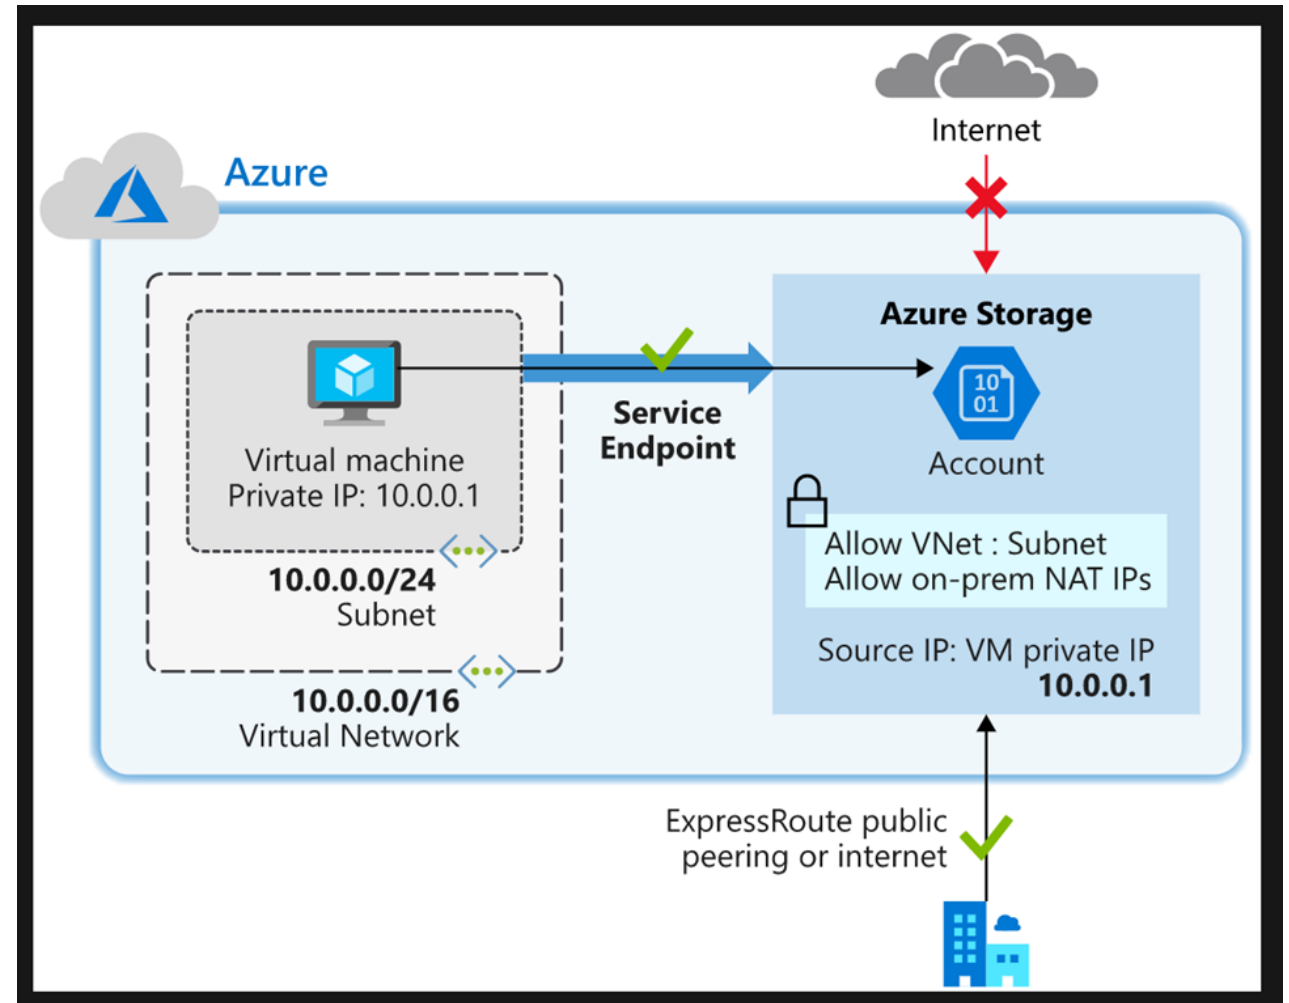 Internet
Azure
Azure Storage
Service
Endpoint
10
01
Account
Virtual machine
Private IP: 10.0.0.1
Allow VNet : Subnet
Allow on-prem NAT IPs
10.0.0.0/24
Subnet
Source IP: VM private IP
10.0.0.1
10.0.0.0/16
Virtual Network
ExpressRoute public
peering or internet